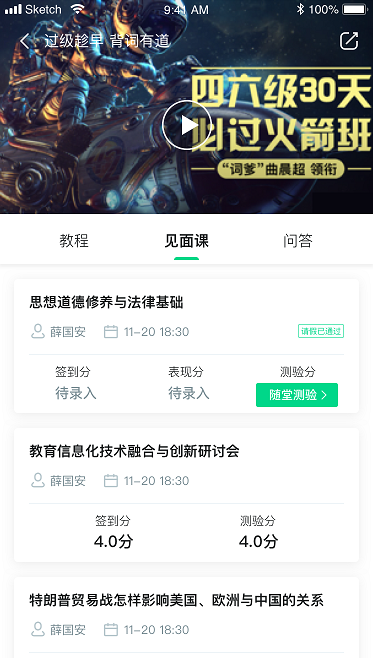 Sketch 9:41 AM 100%
过级趁早 背词有道
四六级30天
必过火箭班
“词爹”曲晨超 领衔
教程 见面课 问答
思想道德修养与法律基础
薛国安 11-20 18:30 请假已通过
签到分 表现分 测验分
待录入 待录入 随堂测验
教育信息化技术融合与创新研讨会
薛国安 11-20 18:30
签到分 测验分
4.0分 4.0分
特朗普贸易战怎样影响美国、欧洲与中国的关系
薛国安 11-20 18:30